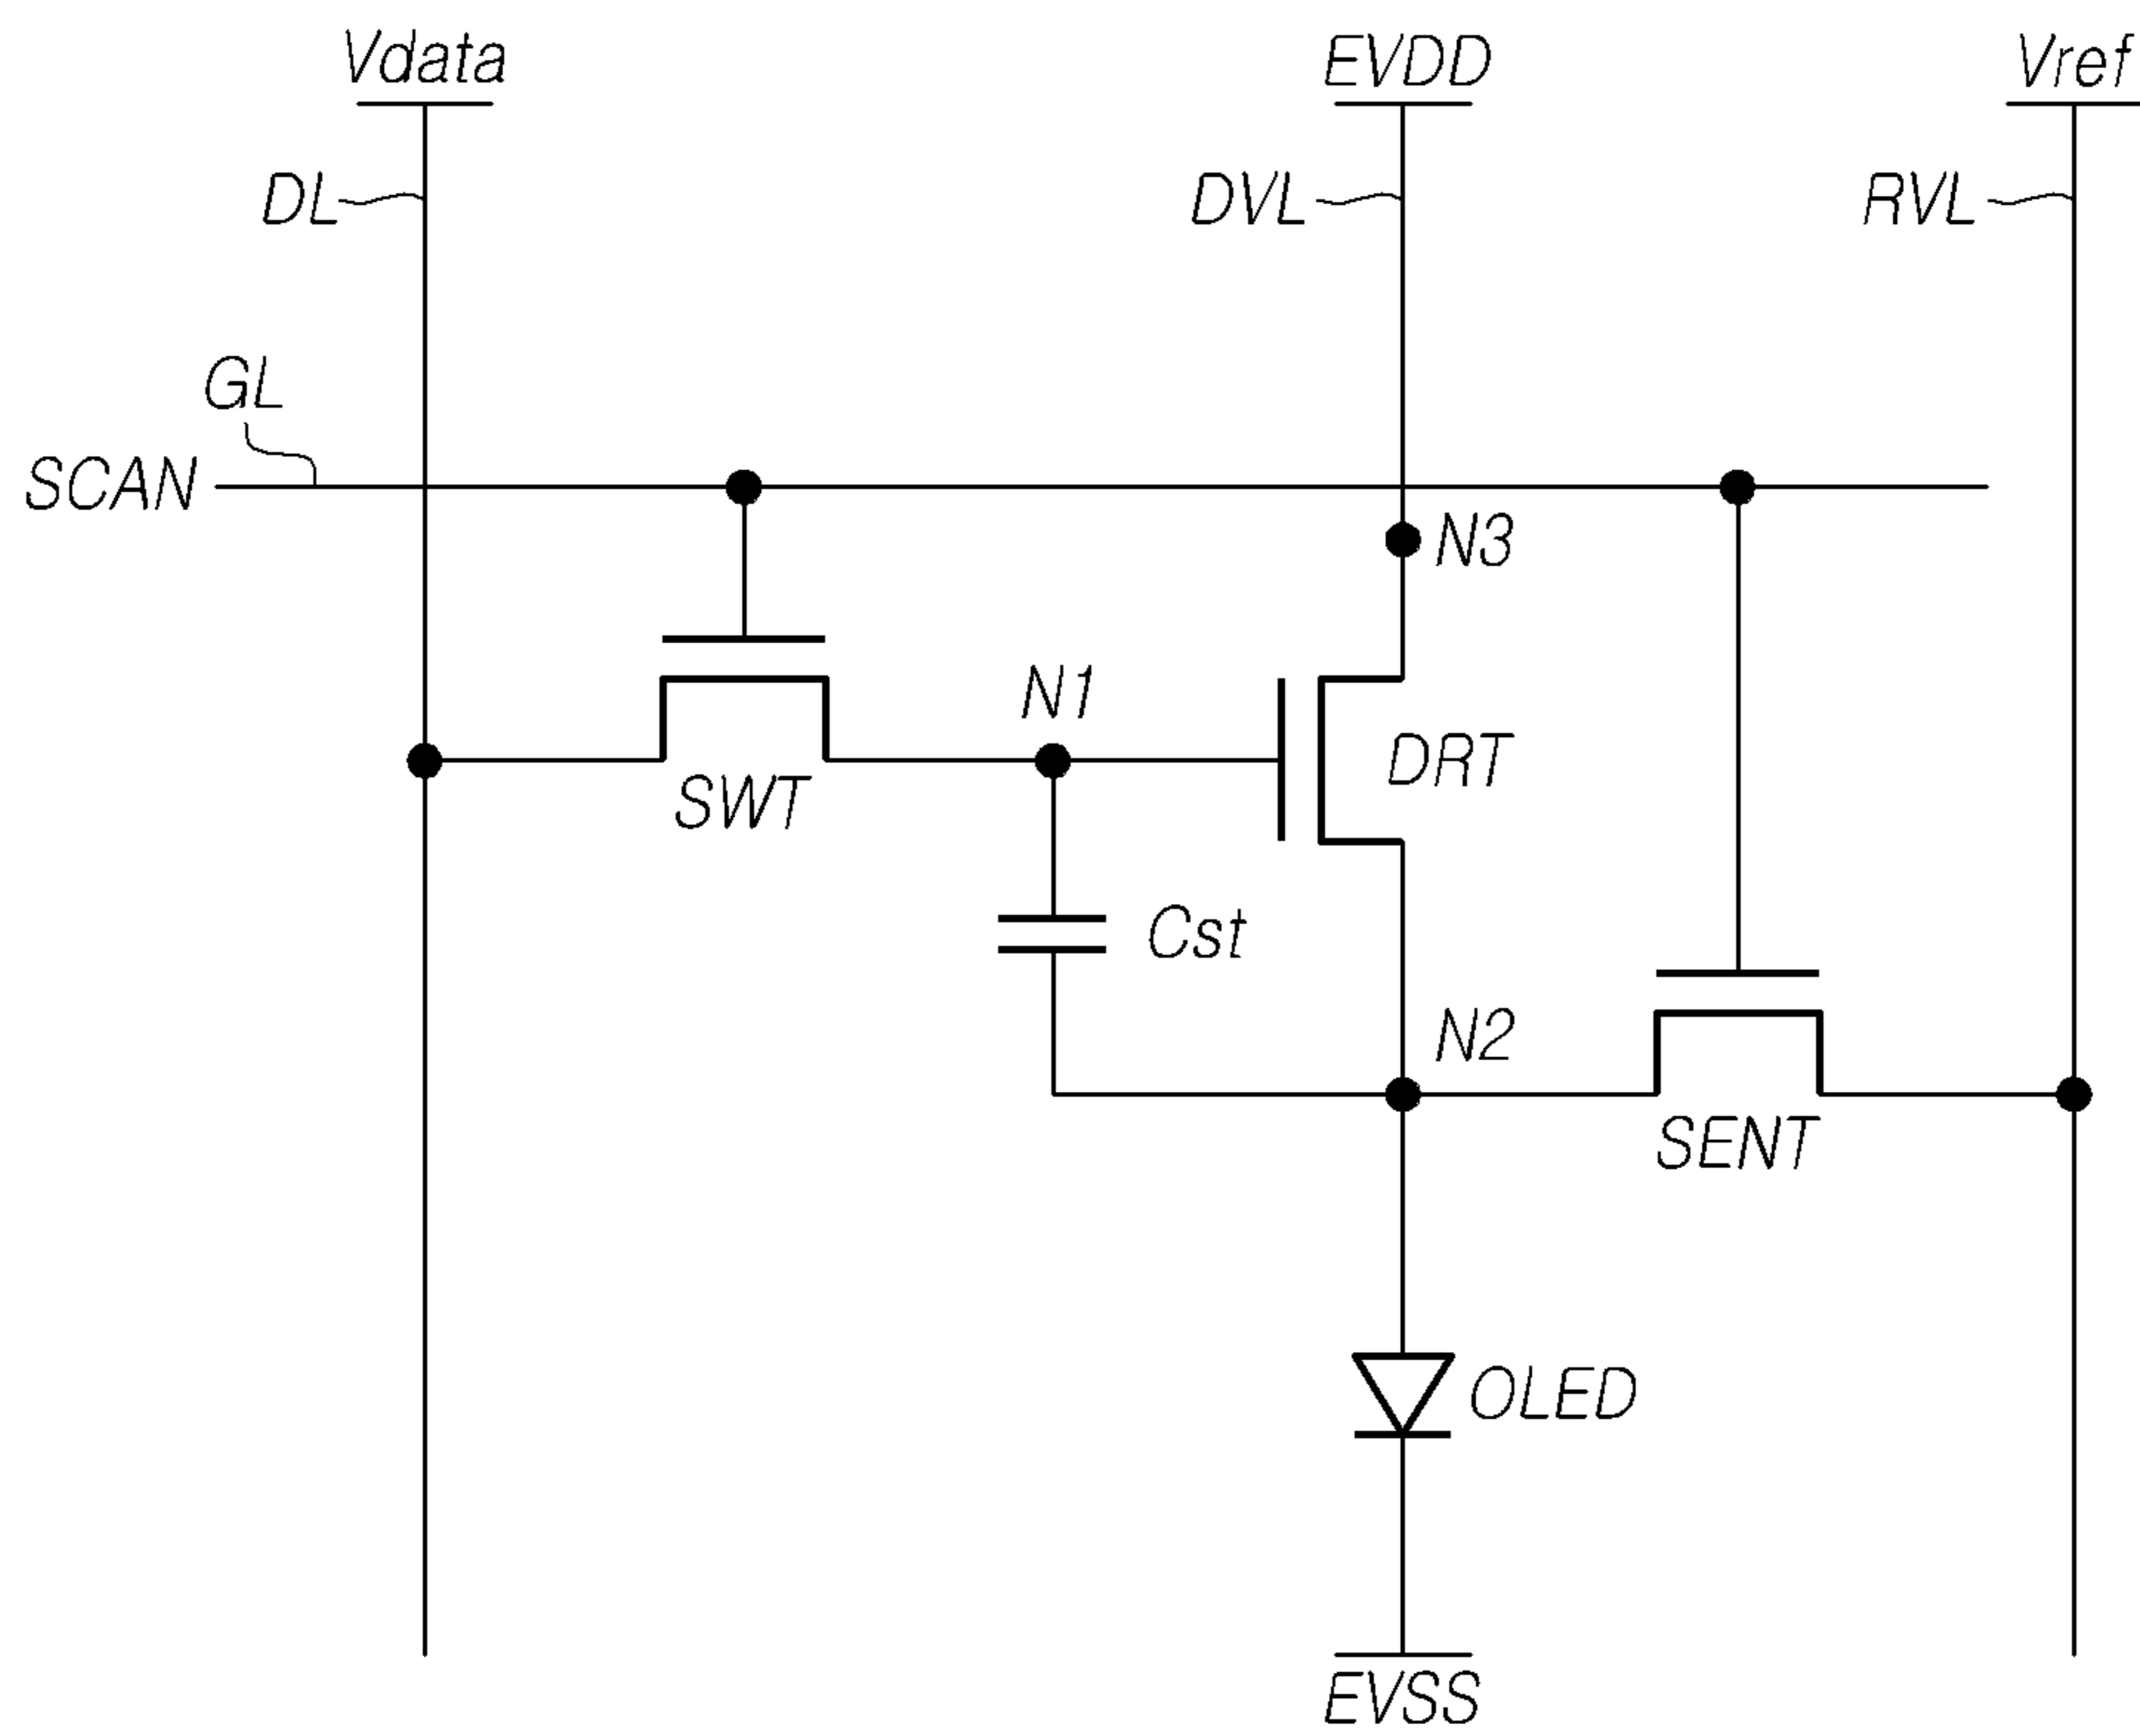 Vdata
EVDD
Vref
DL
DVL
RVL
GL
SCAN
N3
N1
DRT
SWT
Cst
N2
SENT
OLED
EVSS